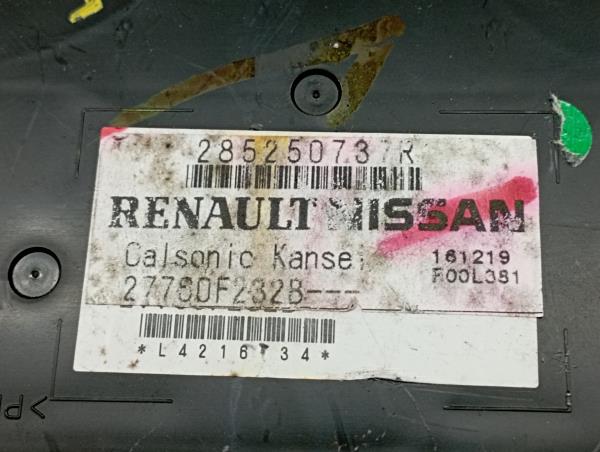 285250737R
RENAULT NISSAN
Calsonic Kansei 161219
F00L381
27760F232B---
*L4216734*
>P